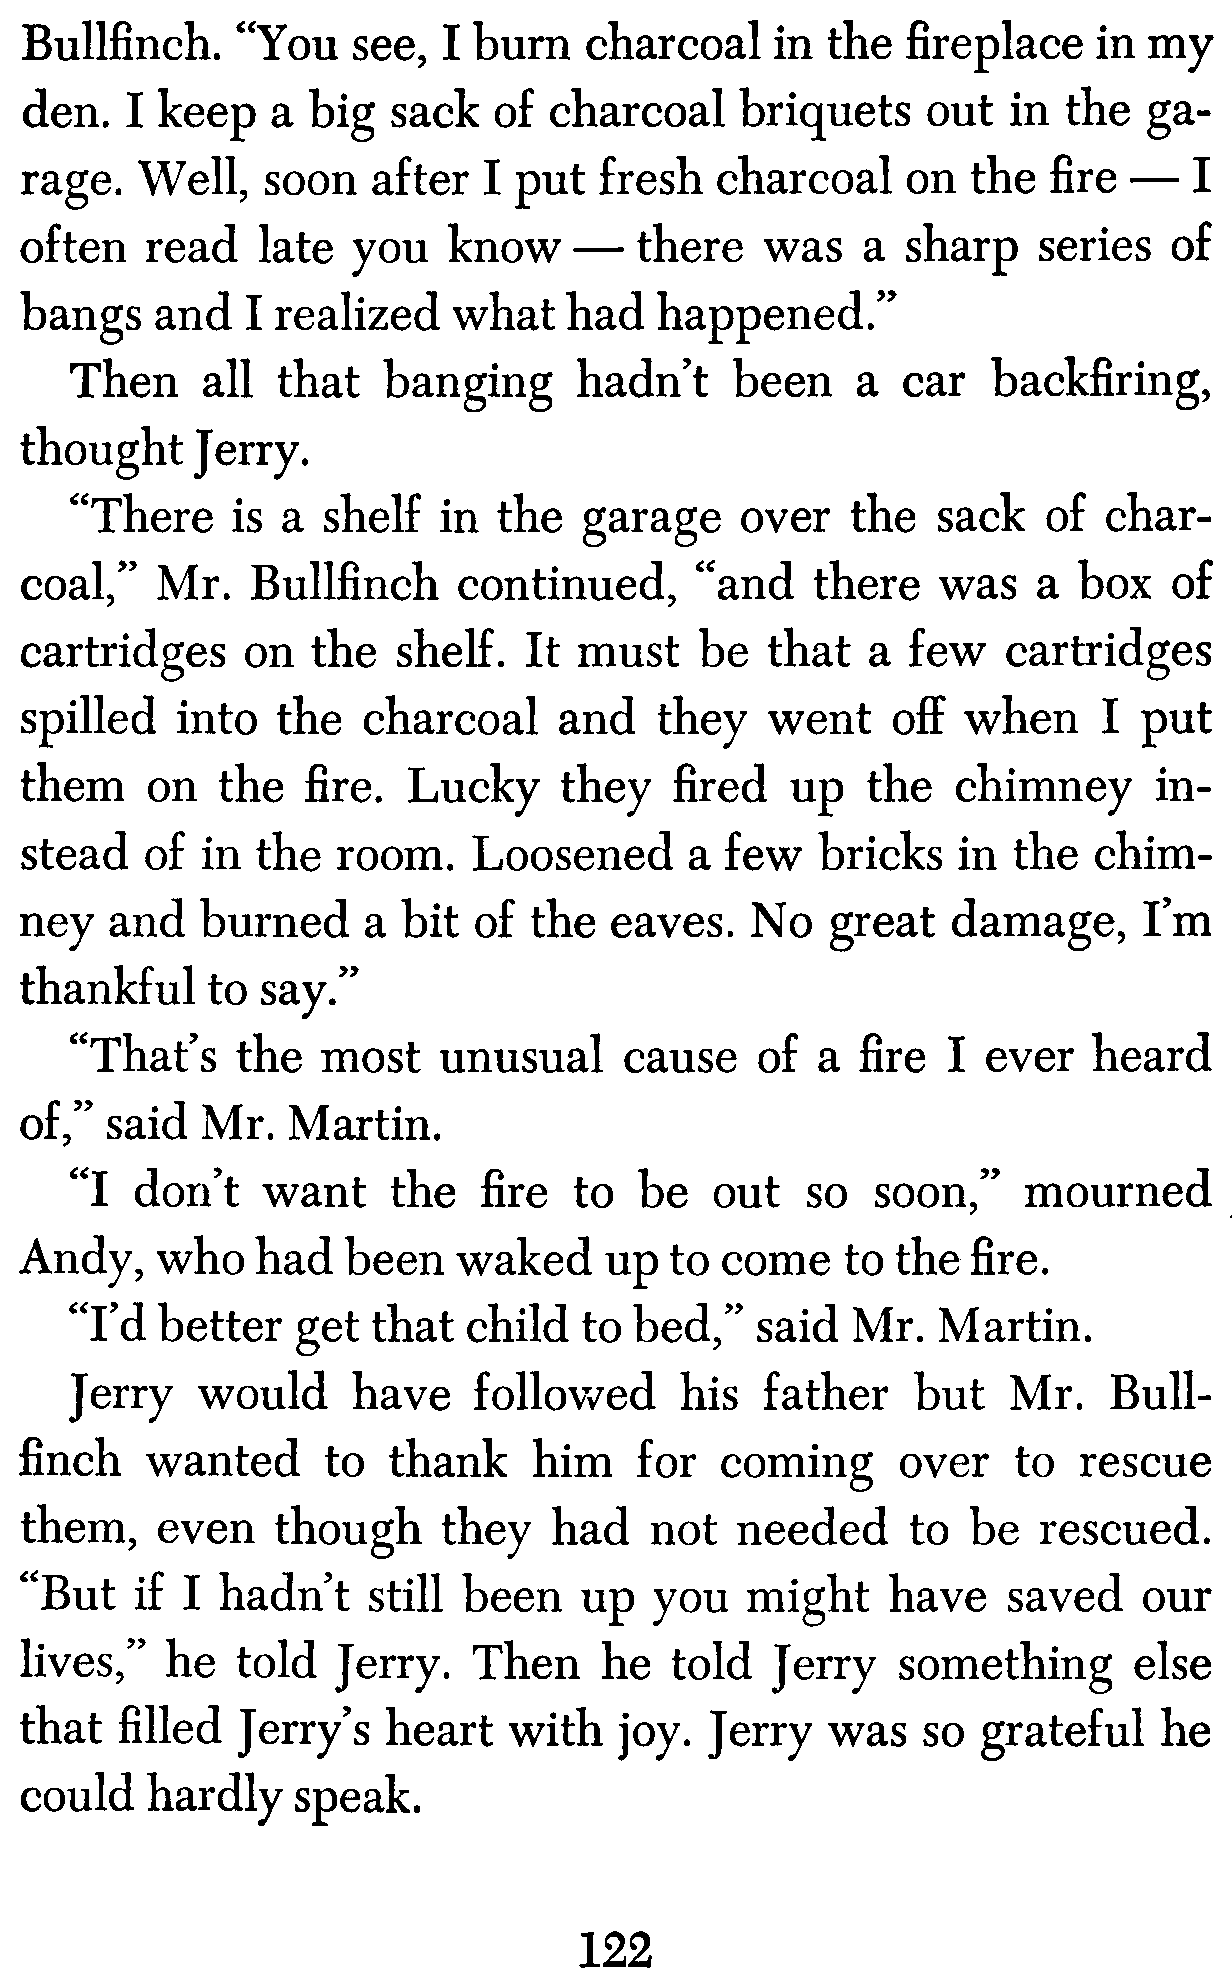 Bullfinch. “You see, I burn charcoal in the fireplace in my
den. I keep a big sack of charcoal briquets out in the ga-
rage. Well, soon after I put fresh charcoal on the fire — I
often read late you know — there was a sharp series of
bangs and I realized what had happened.”
Then all that banging hadn’t been a car backfiring,
thought Jerry.
“There is a shelf in the garage over the sack of char-
coal,” Mr. Bullfinch continued, “and there was a box of
cartridges on the shelf. It must be that a few cartridges
spilled into the charcoal and they went off when I put
them on the fire. Lucky they fired up the chimney in-
stead of in the room. Loosened a few bricks in the chim-
ney and burned a bit of the eaves. No great damage, I’m
thankful to say.”
“That’s the most unusual cause of a fire I ever heard
of,” said Mr. Martin.
“I don’t want the fire to be out so soon,” mourned
Andy, who had been waked up to come to the fire.
“I’d better get that child to bed,” said Mr. Martin.
Jerry would have followed his father but Mr. Bull-
finch wanted to thank him for coming over to rescue
them, even though they had not needed to be rescued.
“But if I hadn’t still been up you might have saved our
lives,” he told Jerry. Then he told Jerry something else
that filled Jerry’s heart with joy. Jerry was so grateful he
could hardly speak.
122